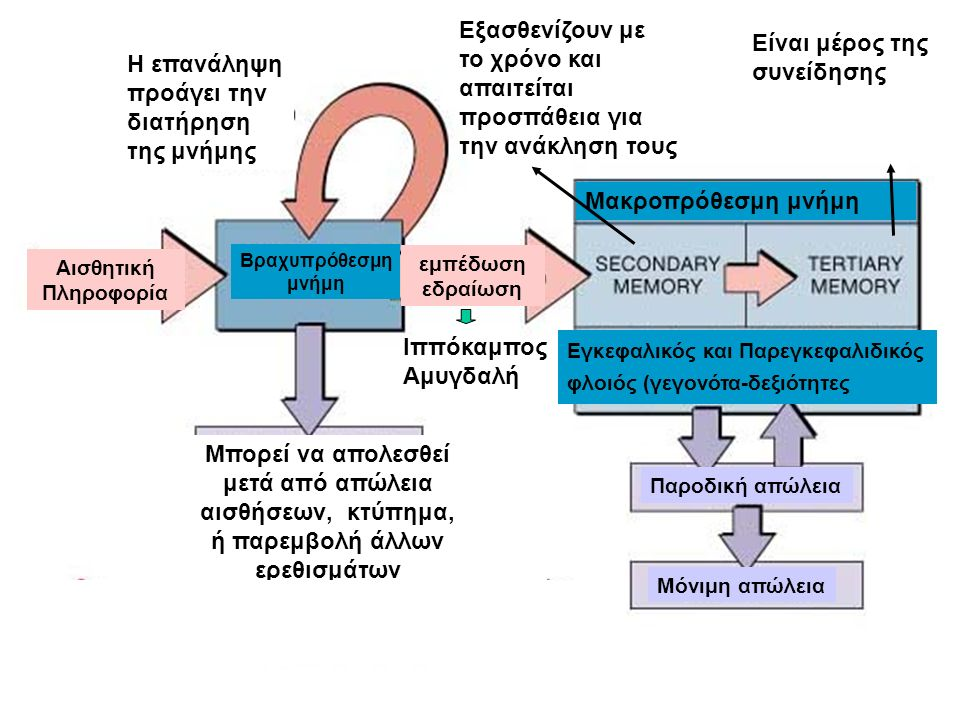 Η επανάληψη
προάγει την
διατήρηση
της μνήμης
Εξασθενίζουν με
το χρόνο και
απαιτείται
προσπάθεια για
την ανάκληση τους
Είναι μέρος της
συνείδησης
Αισθητική
Πληροφορία
Βραχυπρόθεσμη
μνήμη
εμπέδωση
εδραίωση
Ιππόκαμπος
Αμυγδαλή
Μακροπρόθεσμη μνήμη
SECONDARY
MEMORY
TERTIARY
MEMORY
Εγκεφαλικός και Παρεγκεφαλιδικός
φλοιός (γεγονότα-δεξιότητες
Μπορεί να απολεσθεί
μετά από απώλεια
αισθήσεων, κτύπημα,
ή παρεμβολή άλλων
ερεθισμάτων
Παροδική απώλεια
Μόνιμη απώλεια